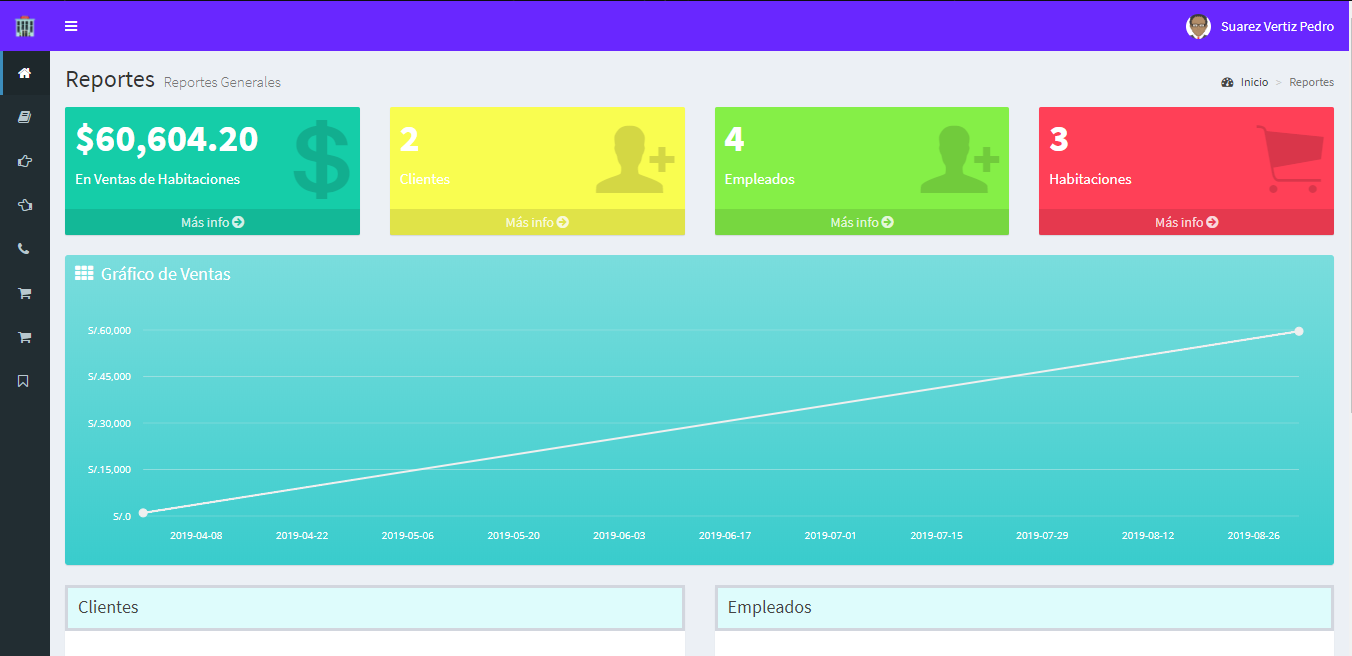 Suarez Vertiz Pedro
Reportes Reportes Generales
Inicio > Reportes
$60,604.20
En Ventas de Habitaciones
Más info
2
Clientes
Más info
4
Empleados
Más info
3
Habitaciones
Más info
Gráfico de Ventas
S/.60,000
S/.45,000
S/.30,000
S/.15,000
S/.0
2019-04-08 2019-04-22 2019-05-06 2019-05-20 2019-06-03 2019-06-17 2019-07-01 2019-07-15 2019-07-29 2019-08-12 2019-08-26
Clientes
Empleados